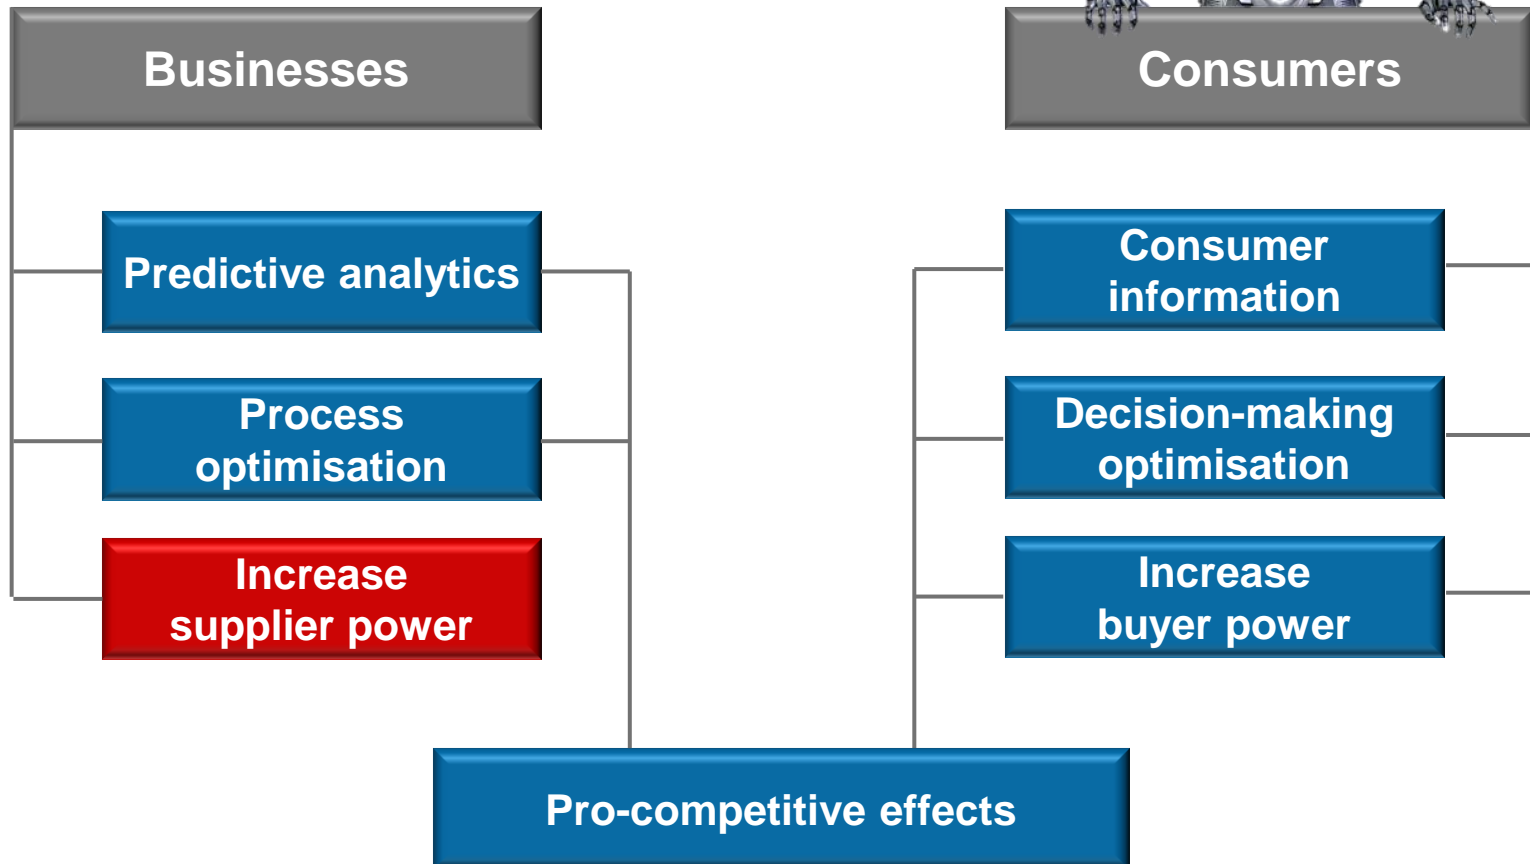 Businesses
Consumers
Predictive analytics
Process
optimisation
Increase
supplier power
Consumer
information
Decision-making
optimisation
Increase
buyer power
Pro-competitive effects